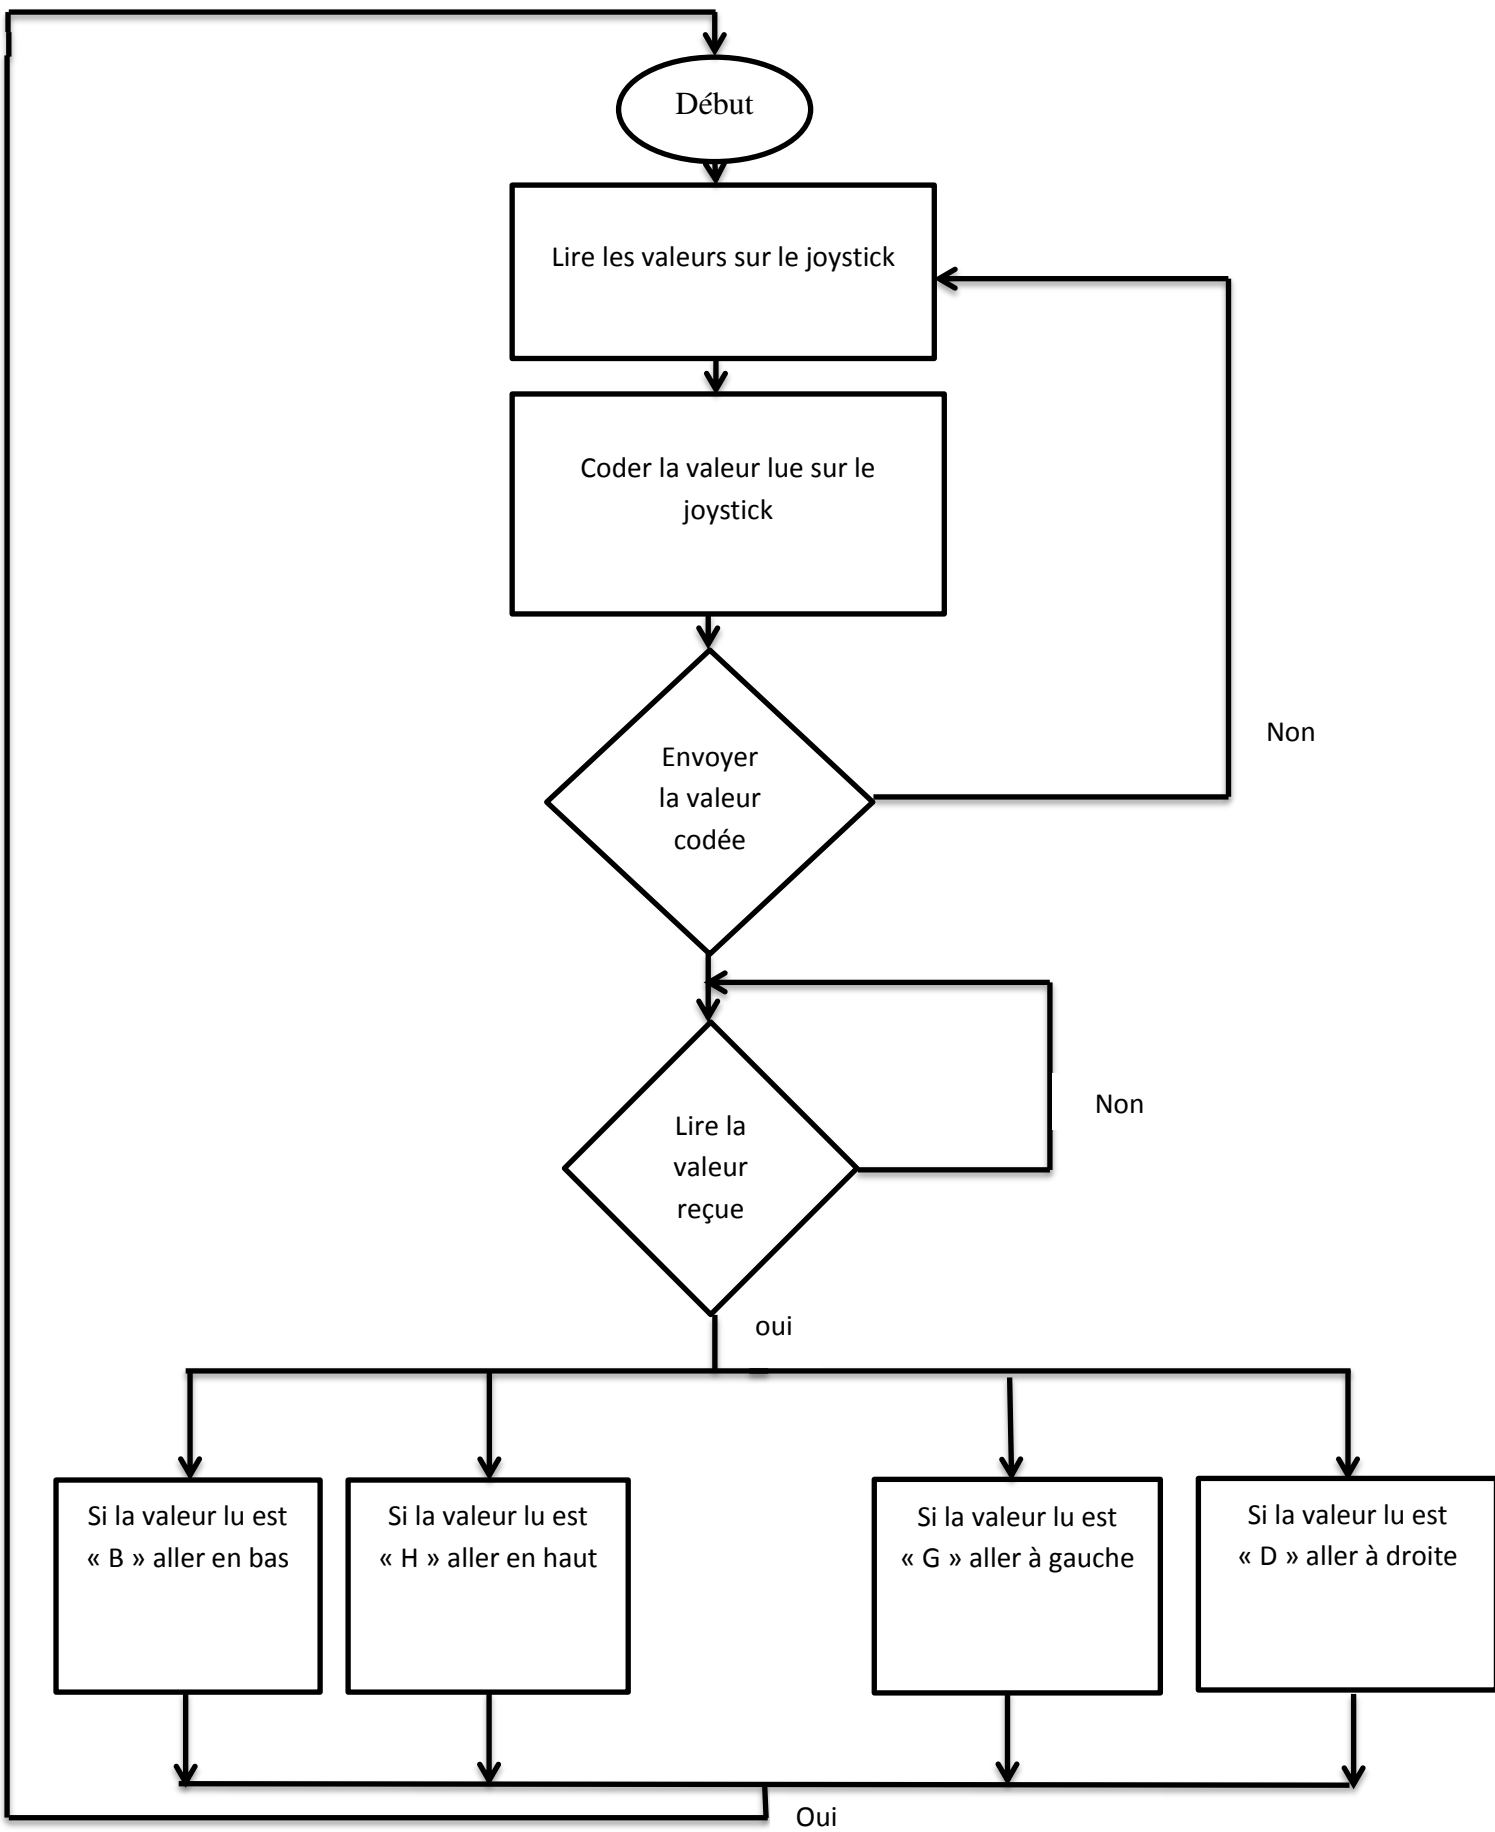 Début
Lire les valeurs sur le joystick
Coder la valeur lue sur le
joystick
Envoyer
la valeur
codée
Non
Lire la
valeur
reçue
Non
oui
Si la valeur lu est
« B » aller en bas
Si la valeur lu est
« H » aller en haut
Si la valeur lu est
« G » aller à gauche
Si la valeur lu est
« D » aller à droite
Oui